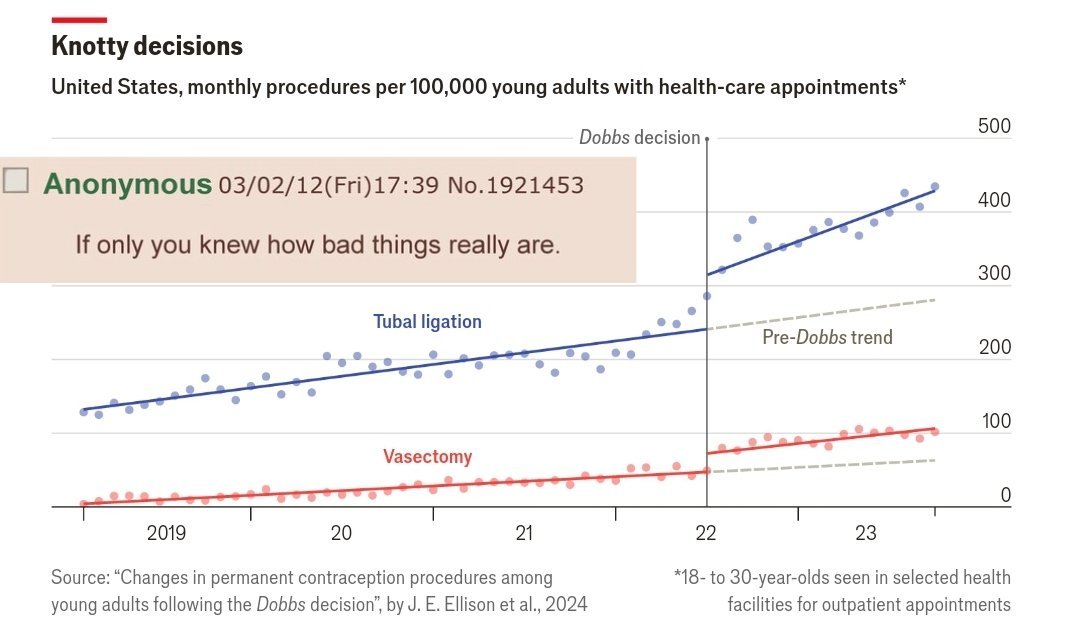 Knotty decisions
United States, monthly procedures per 100,000 young adults with health-care appointments*
500
Dobbs decision
Anonymous 03/02/12(Fri)17:39 No.1921453
If only you knew how bad things really are.
400
300
Tubal ligation
Pre-Dobbs trend
200
100
Vasectomy
0
2019 20 21 22 23
Source: “Changes in permanent contraception procedures among
young adults following the Dobbs decision”, by J. E. Ellison et al., 2024
*18- to 30-year-olds seen in selected health
facilities for outpatient appointments